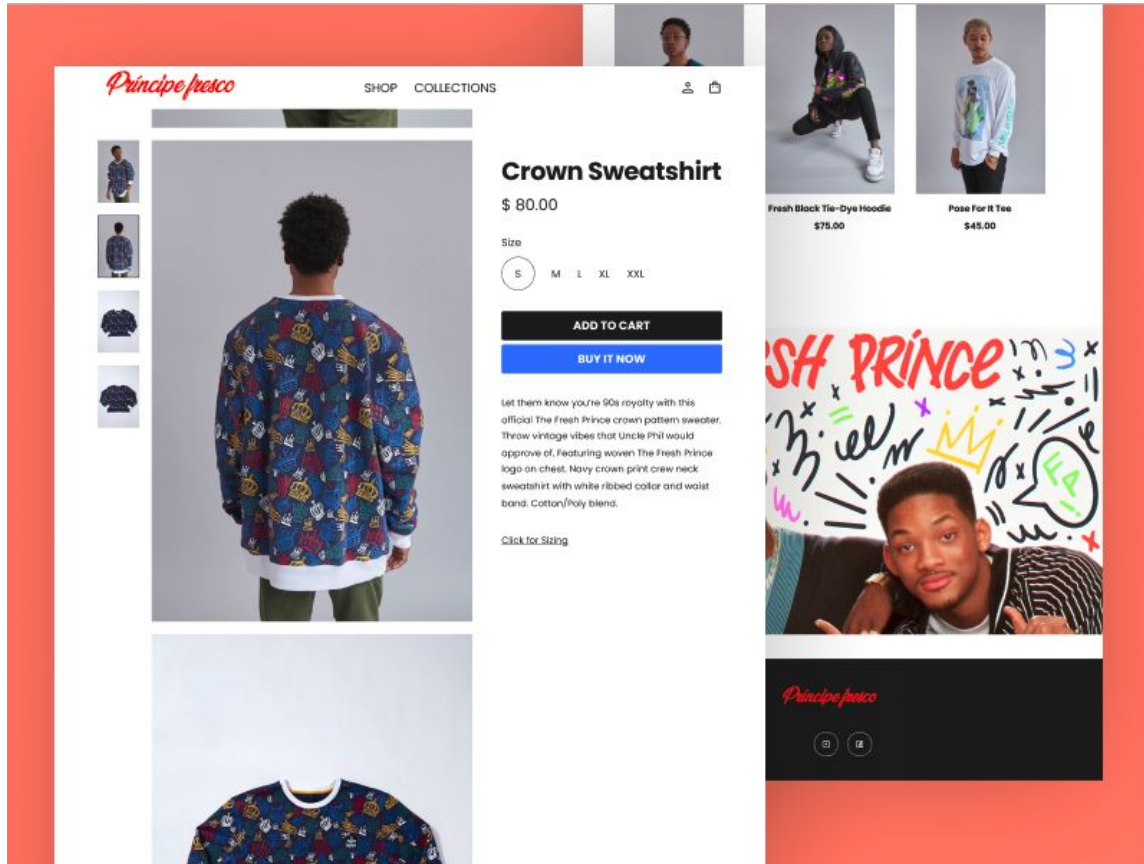 Príncipe fresco
SHOP COLLECTIONS
Crown Sweatshirt
$ 80.00
Size
S M L XL XXL
ADD TO CART
BUY IT NOW
Let them know you're 90s royalty with this
official The Fresh Prince crown pattern sweater.
Throw vintage vibes that Uncle Phil would
approve of. Featuring woven The Fresh Prince
logo on chest. Navy crown print crew neck
sweatshirt with white ribbed collar and waist
band. Cotton/Poly blend.
Click for Sizing
Fresh Black Tie-Dye Hoodie
$75.00
Pose For It Tee
$45.00
SH PRÍNCE
Príncipe fresco